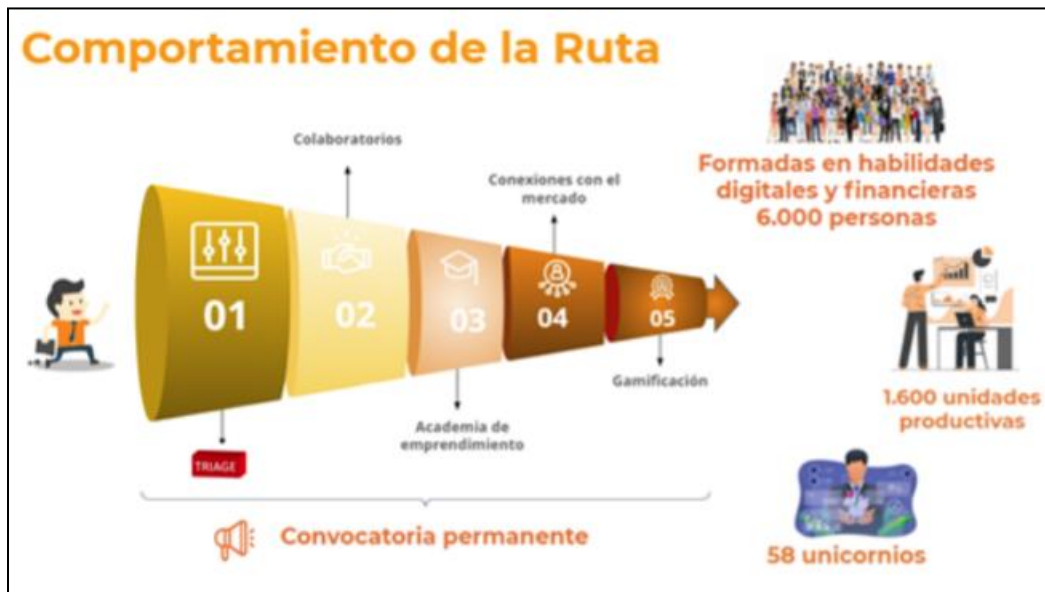 Comportamiento de la Ruta
Colaboratorios
Conexiones con el
mercado
01
02
03
04
05
TRIAGE
Academia de
emprendimiento
Gamificación
Convocatoria permanente
Formadas en habilidades
digitales y financieras
6.000 personas
1.600 unidades
productivas
58 unicornios